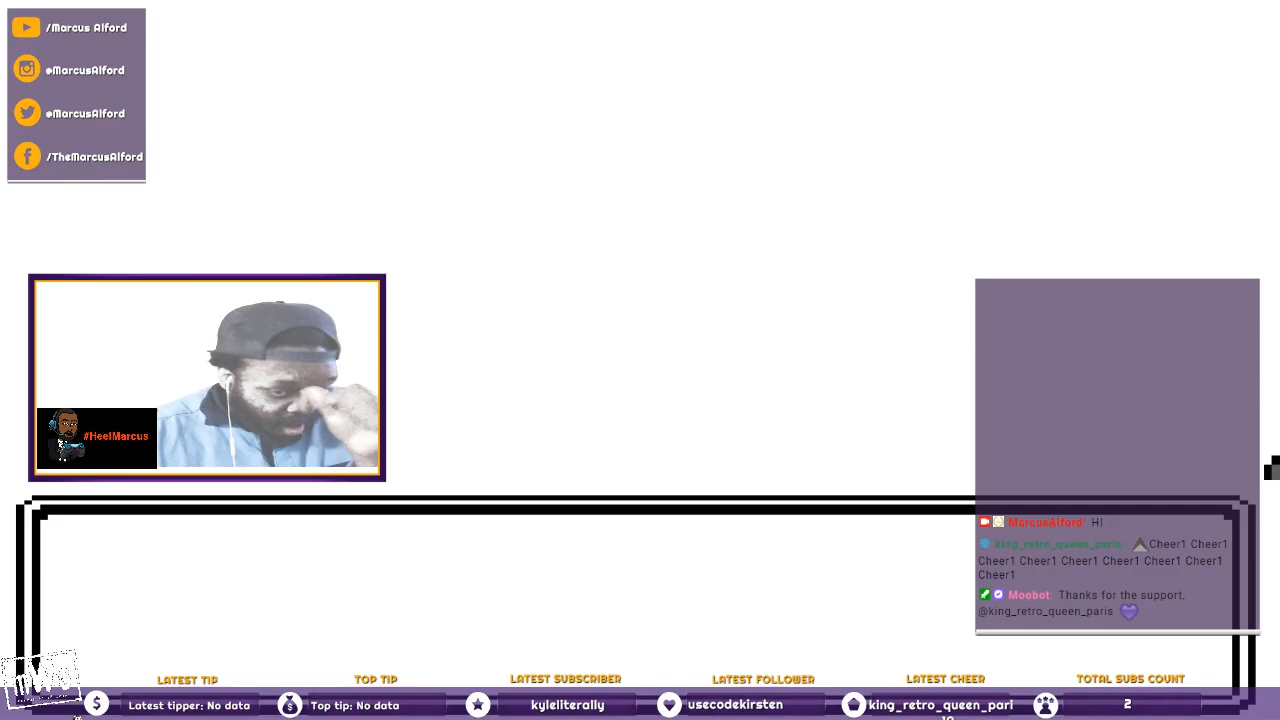 /Marcus Alford
@MarcusAlford
@MarcusAlford
/TheMarcusAlford
#HeelMarcus
MarcusAlford: HI
king_retro_queen_paris: Cheer1 Cheer1
Cheer1 Cheer1 Cheer1 Cheer1 Cheer1 Cheer1
Cheer1
Moobot: Thanks for the support,
@king_retro_queen_paris
LATEST TIP
Latest tipper: No data
TOP TIP
Top tip: No data
LATEST SUBSCRIBER
kyleliterally
LATEST FOLLOWER
usecodekirsten
LATEST CHEER
king_retro_queen_pari
TOTAL SUBS COUNT
2